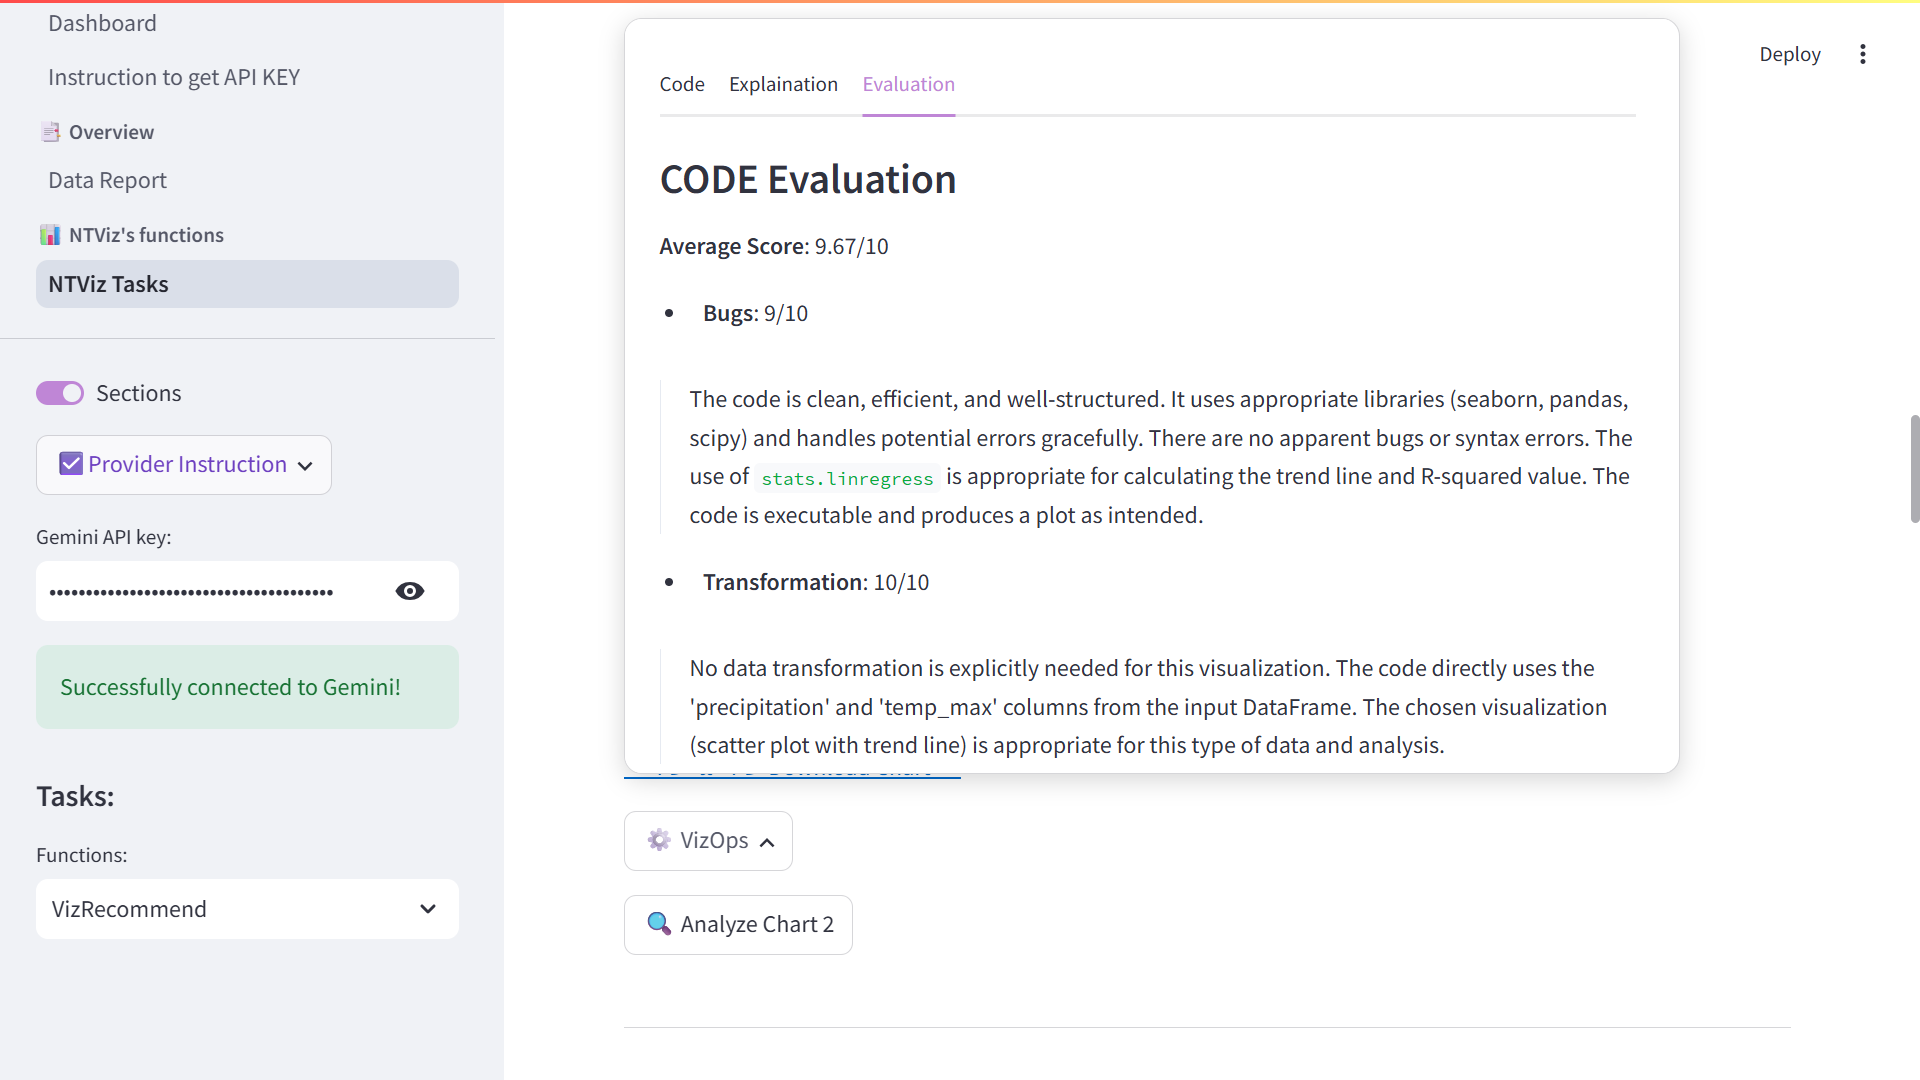 Dashboard
Instruction to get API KEY
Overview
Data Report
NTViz's functions
NTViz Tasks
Sections
Provider Instruction
Gemini API key:
••••••••••••••••••••••••••••••••••••••
Successfully connected to Gemini!
Tasks:
Functions:
VizRecommend
Deploy
Code Explaination Evaluation
CODE Evaluation
Average Score: 9.67/10
• Bugs: 9/10
The code is clean, efficient, and well-structured. It uses appropriate libraries (seaborn, pandas,
scipy) and handles potential errors gracefully. There are no apparent bugs or syntax errors. The
use of stats.linregress is appropriate for calculating the trend line and R-squared value. The
code is executable and produces a plot as intended.
• Transformation: 10/10
No data transformation is explicitly needed for this visualization. The code directly uses the
'precipitation' and 'temp_max' columns from the input DataFrame. The chosen visualization
(scatter plot with trend line) is appropriate for this type of data and analysis.
VizOps
Analyze Chart 2